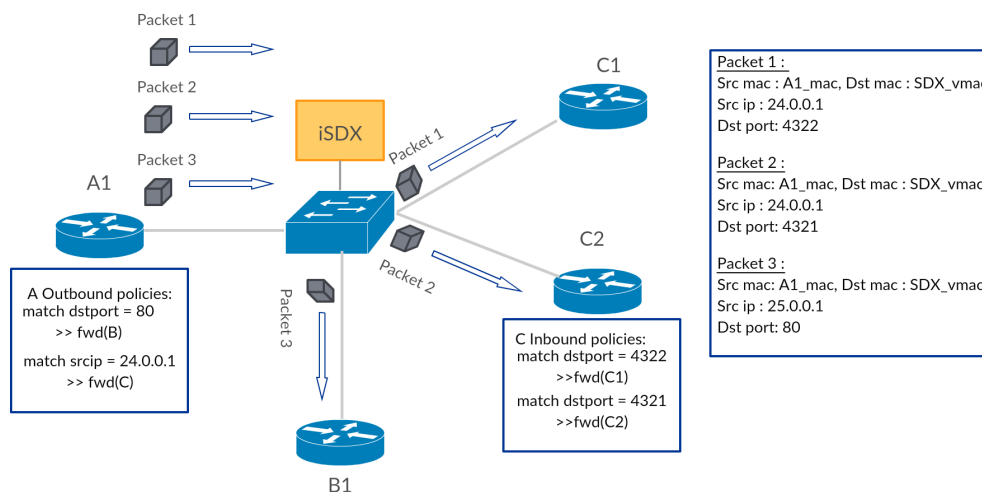 Packet 1
Packet 2
Packet 3
A1
iSDX
Packet 1
C1
C2
Packet 2
Packet 3
B1
A Outbound policies:
match dstport = 80
>> fwd(B)
match srcip = 24.0.0.1
>> fwd(C)
C Inbound policies:
match dstport = 4322
>>fwd(C1)
match dstport = 4321
>>fwd(C2)
Packet 1 :
Src mac : A1_mac, Dst mac : SDX_vmac
Src ip : 24.0.0.1
Dst port: 4322
Packet 2 :
Src mac: A1_mac, Dst mac : SDX_vmac
Src ip : 24.0.0.1
Dst port: 4321
Packet 3 :
Src mac: A1_mac, Dst mac : SDX_vmac
Src ip : 25.0.0.1
Dst port: 80